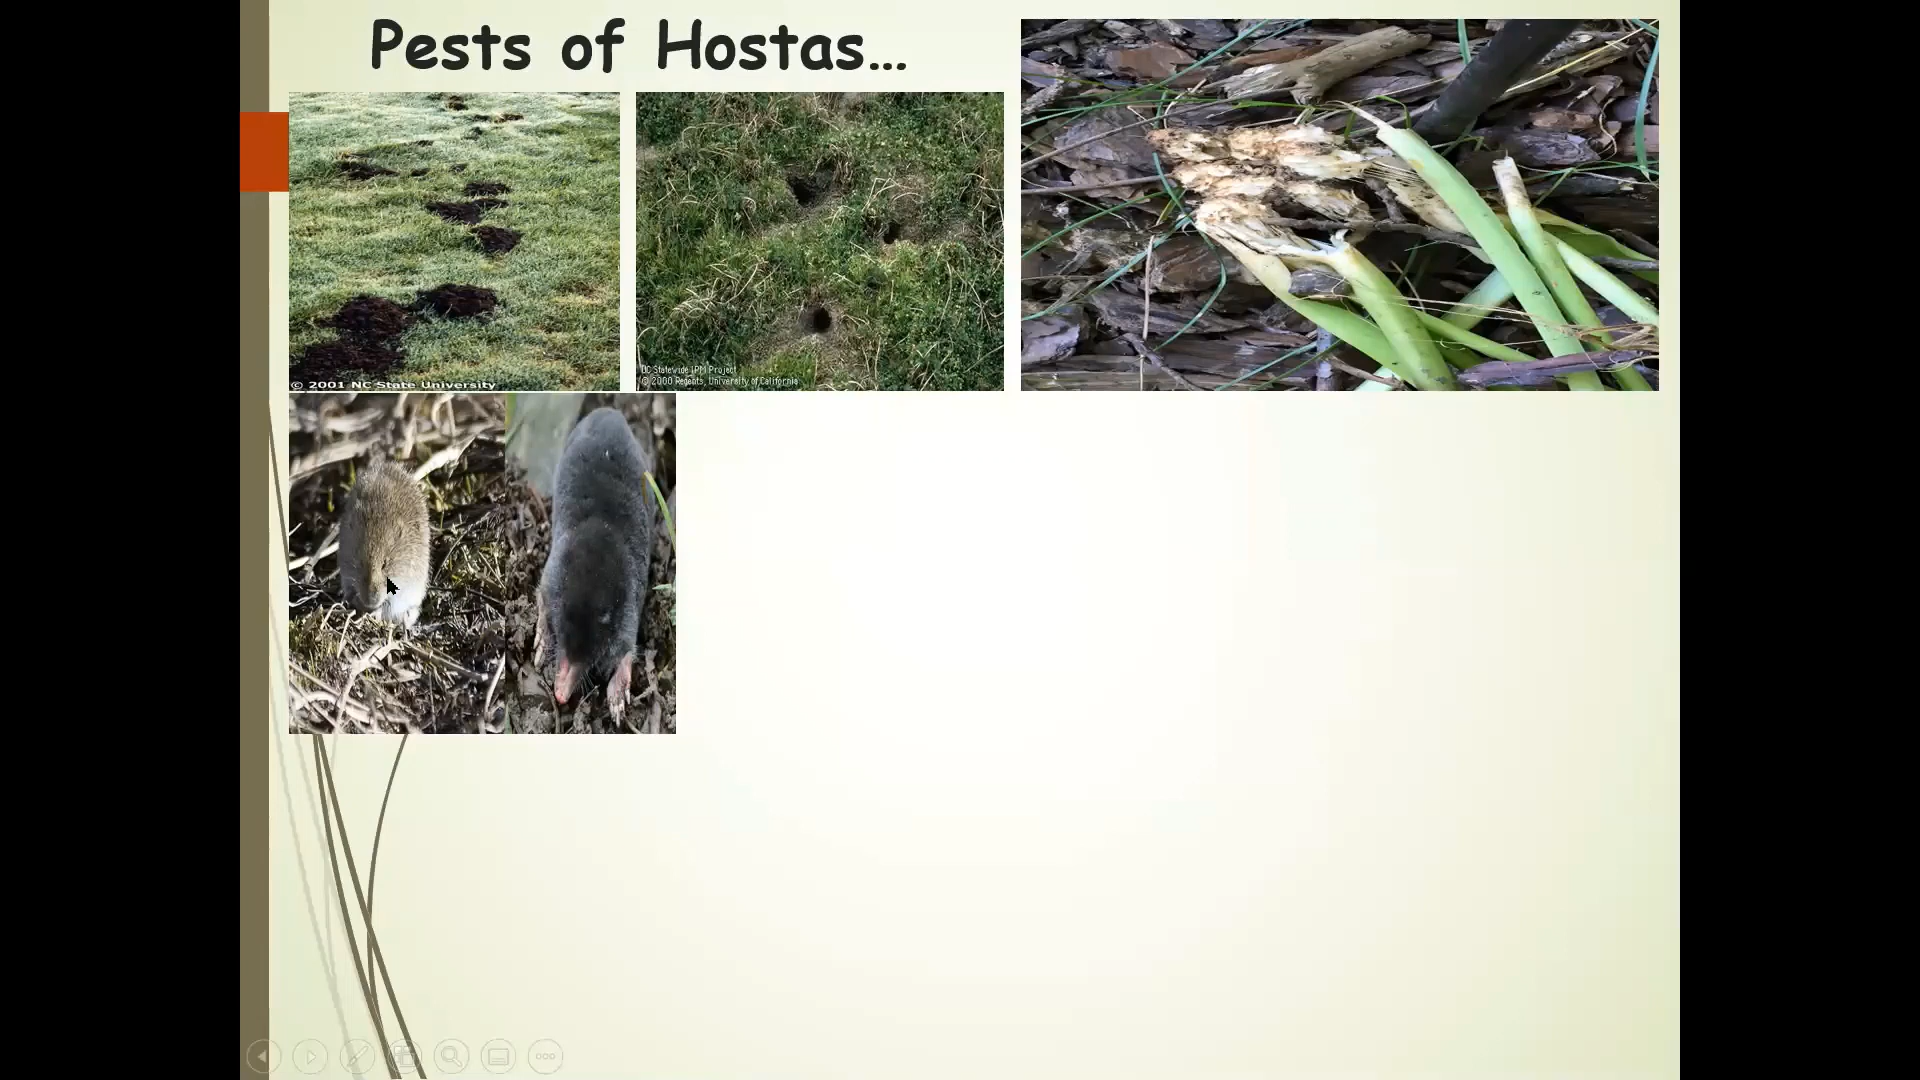 Pests of Hostas...
© 2001 NC State University
UC Statewide IPM Project
© 2000 Regents, University of California